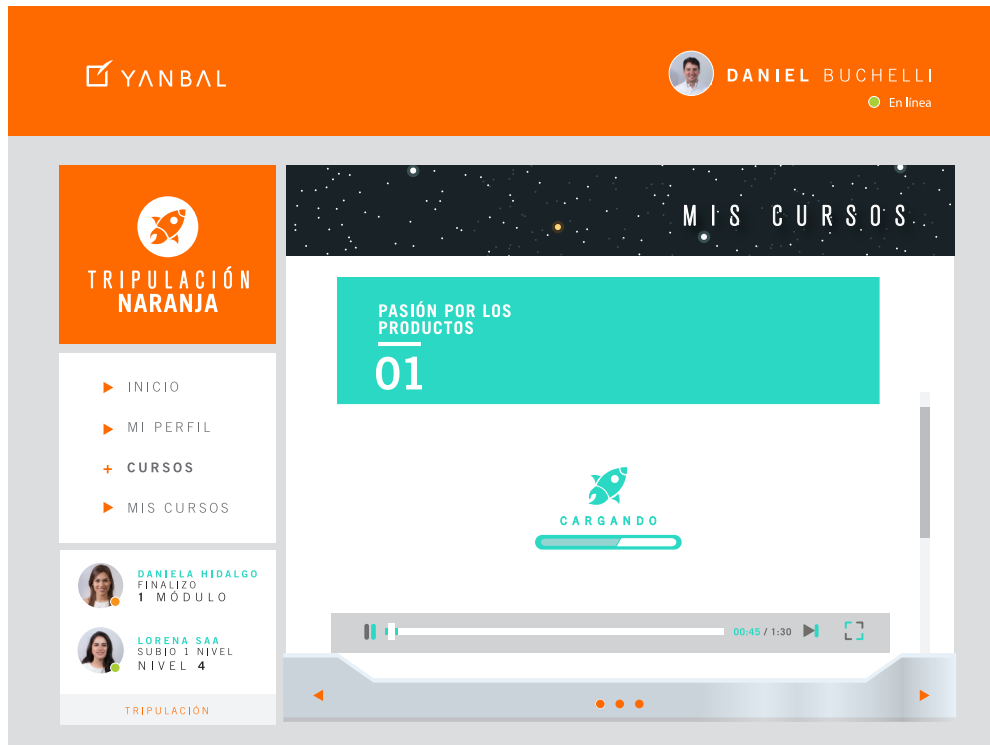 YANBAL
DANIEL BUCHELLI
En línea
TRIPULACIÓN
NARANJA
INICIO
MI PERFIL
+ CURSOS
MIS CURSOS
DANIELA HIDALGO
FINALIZO
1 MÓDULO
LORENA SAA
SUBIO 1 NIVEL
NIVEL 4
TRIPULACIÓN
MIS CURSOS
PASIÓN POR LOS
PRODUCTOS
01
CARGANDO
00:45 / 1:30